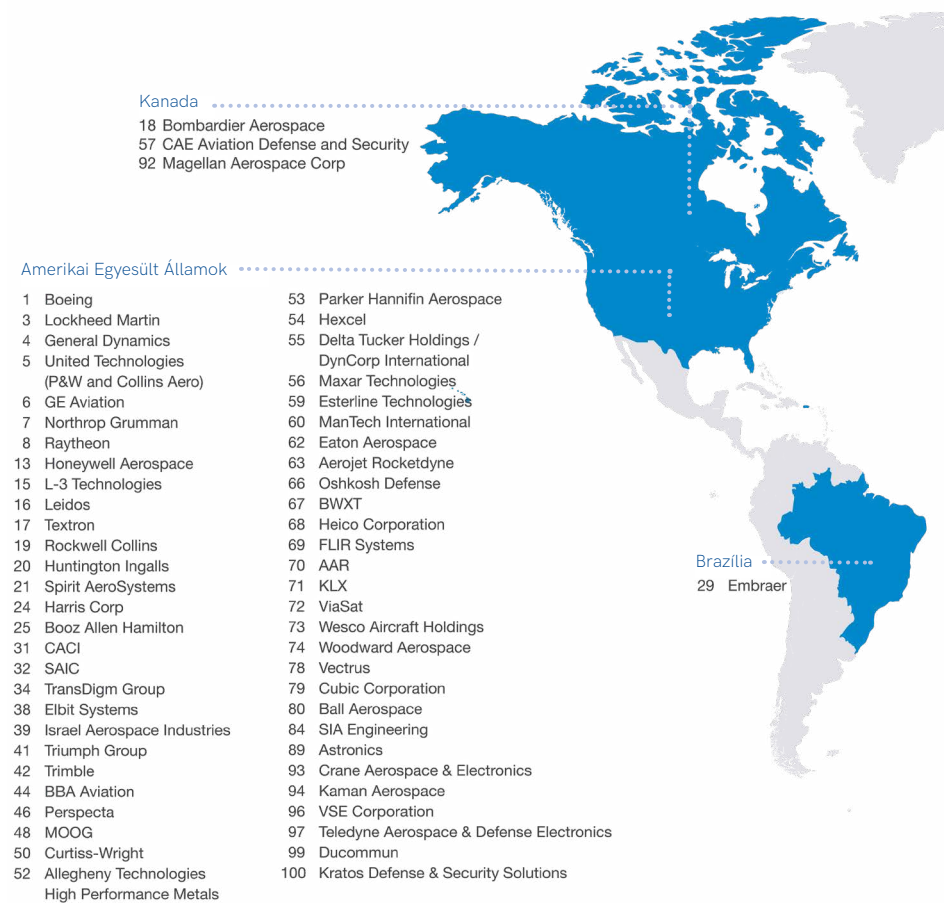 Kanada
18 Bombardier Aerospace
57 CAE Aviation Defense and Security
92 Magellan Aerospace Corp
Amerikai Egyesült Államok
1 Boeing
3 Lockheed Martin
4 General Dynamics
5 United Technologies
(P&W and Collins Aero)
6 GE Aviation
7 Northrop Grumman
8 Raytheon
13 Honeywell Aerospace
15 L-3 Technologies
16 Leidos
17 Textron
19 Rockwell Collins
20 Huntington Ingalls
21 Spirit AeroSystems
24 Harris Corp
25 Booz Allen Hamilton
31 CACI
32 SAIC
34 TransDigm Group
38 Elbit Systems
39 Israel Aerospace Industries
41 Triumph Group
42 Trimble
44 BBA Aviation
46 Perspecta
48 MOOG
50 Curtiss-Wright
52 Allegheny Technologies
High Performance Metals
53 Parker Hannifin Aerospace
54 Hexcel
55 Delta Tucker Holdings /
DynCorp International
56 Maxar Technologies
59 Esterline Technologies
60 ManTech International
62 Eaton Aerospace
63 Aerojet Rocketdyne
66 Oshkosh Defense
67 BWXT
68 Heico Corporation
69 FLIR Systems
70 AAR
71 KLX
72 ViaSat
73 Wesco Aircraft Holdings
74 Woodward Aerospace
78 Vectrus
79 Cubic Corporation
80 Ball Aerospace
84 SIA Engineering
89 Astronics
93 Crane Aerospace & Electronics
94 Kaman Aerospace
96 VSE Corporation
97 Teledyne Aerospace & Defense Electronics
99 Ducommun
100 Kratos Defense & Security Solutions
Brazília
29 Embraer